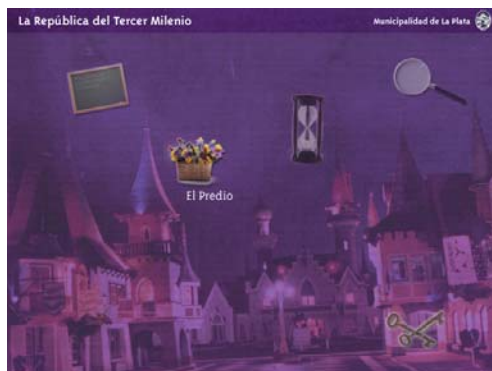 La República del Tercer Milenio
Municipalidad de La Plata
El Predio